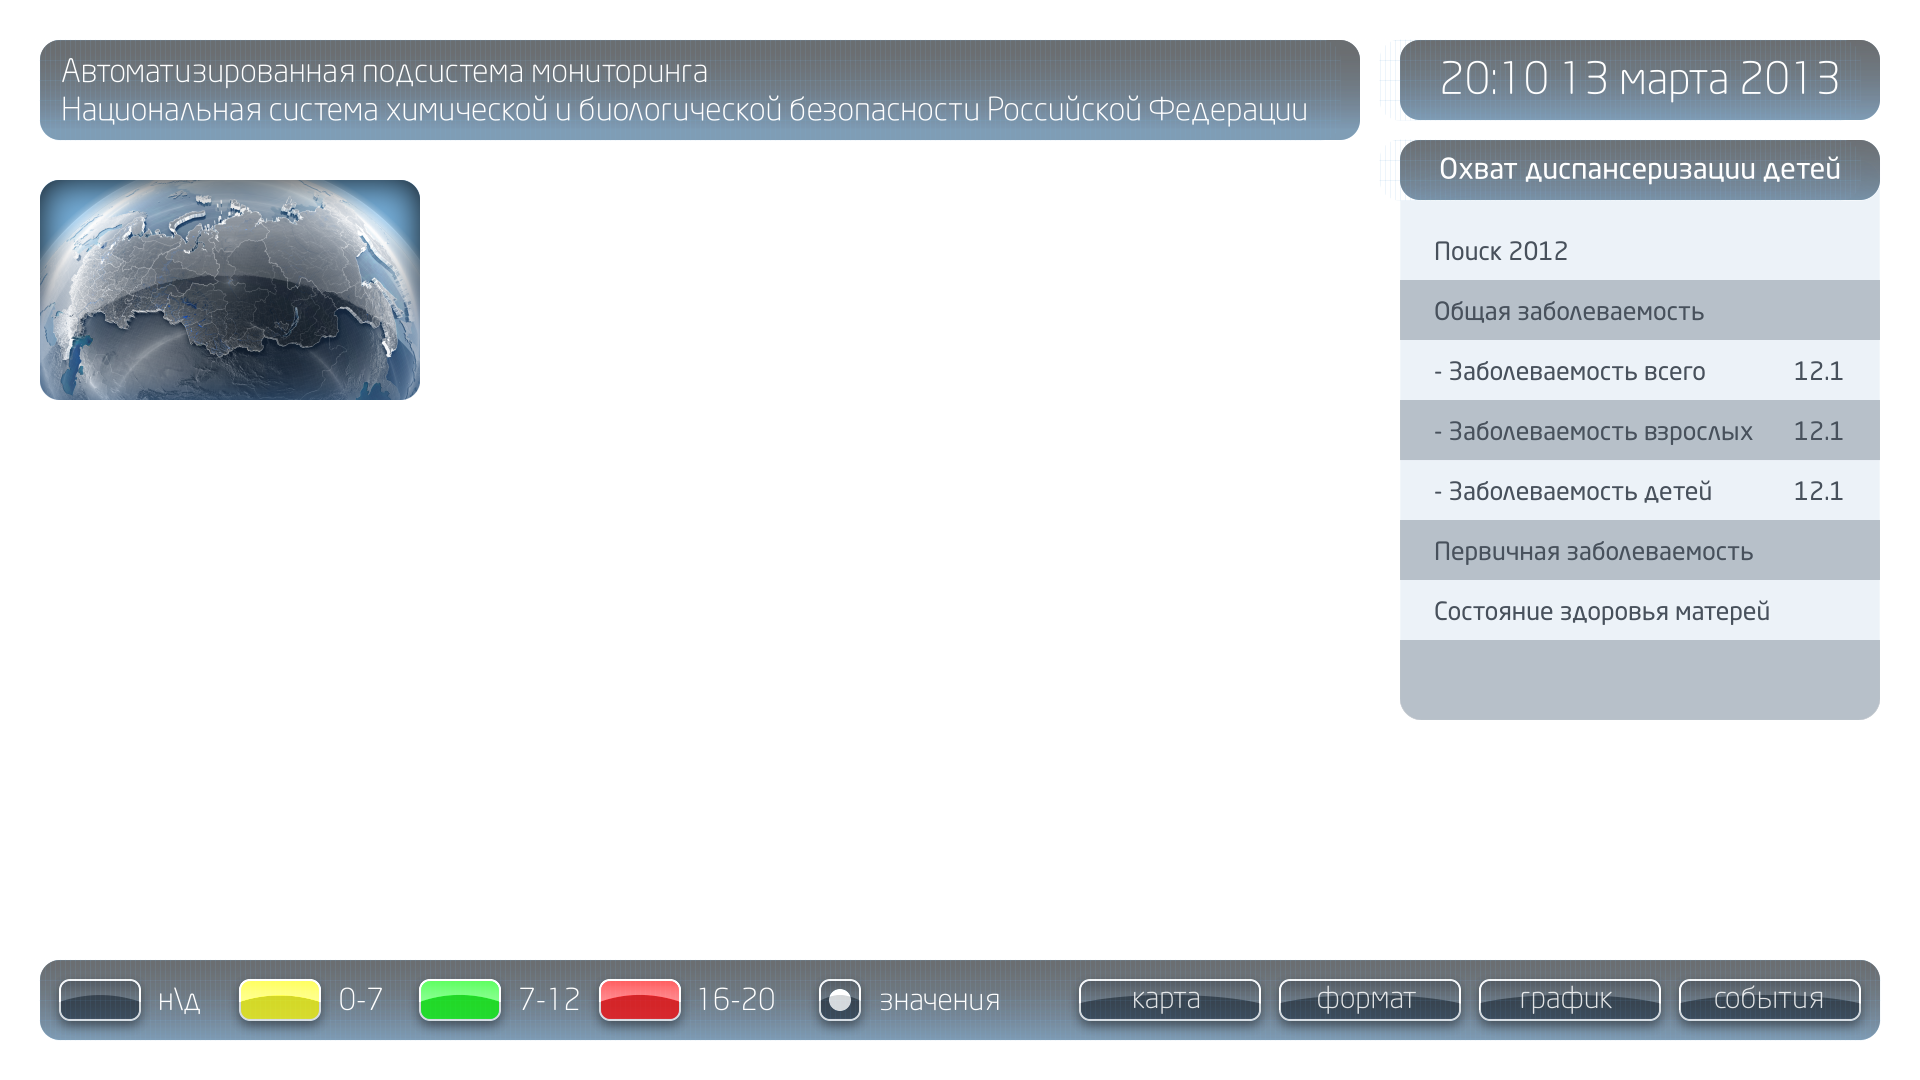 Автоматизированная подсистема мониторинга
Национальная система химической и биологической безопасности Российской Федерации
20:10 13 марта 2013
Охват диспансеризации детей
Поиск 2012
Общая заболеваемость
- Заболеваемость всего 12.1
- Заболеваемость взрослых 12.1
- Заболеваемость детей 12.1
Первичная заболеваемость
Состояние здоровья матерей
н\д 0-7 7-12 16-20 значения карта формат график события